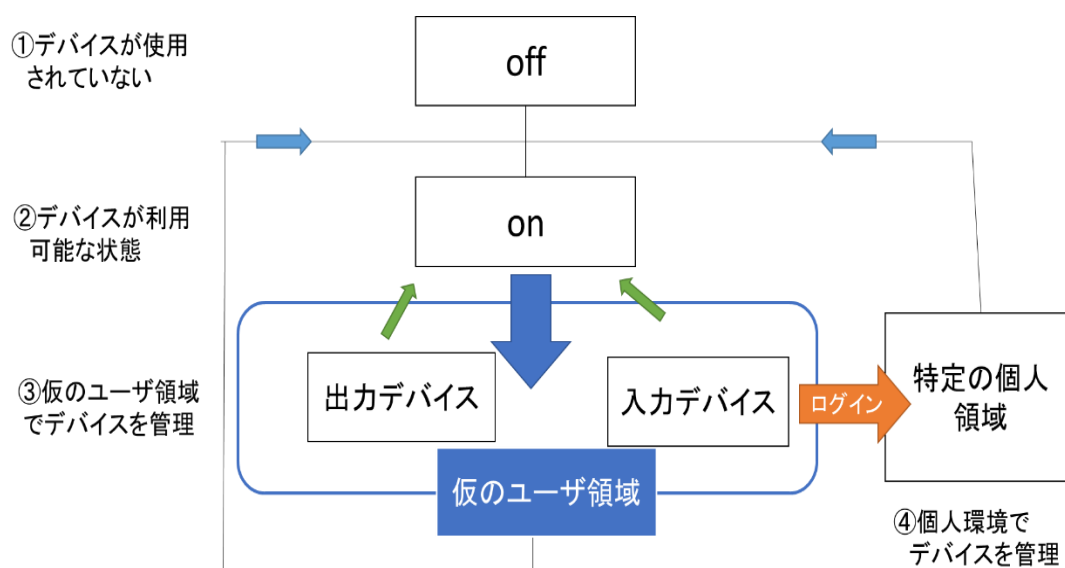 ①デバイスが使用
されていない
off
②デバイスが利用
可能な状態
on
③仮のユーザ領域
でデバイスを管理
出力デバイス
入力デバイス
ログイン
特定の個人
領域
仮のユーザ領域
④個人環境で
デバイスを管理